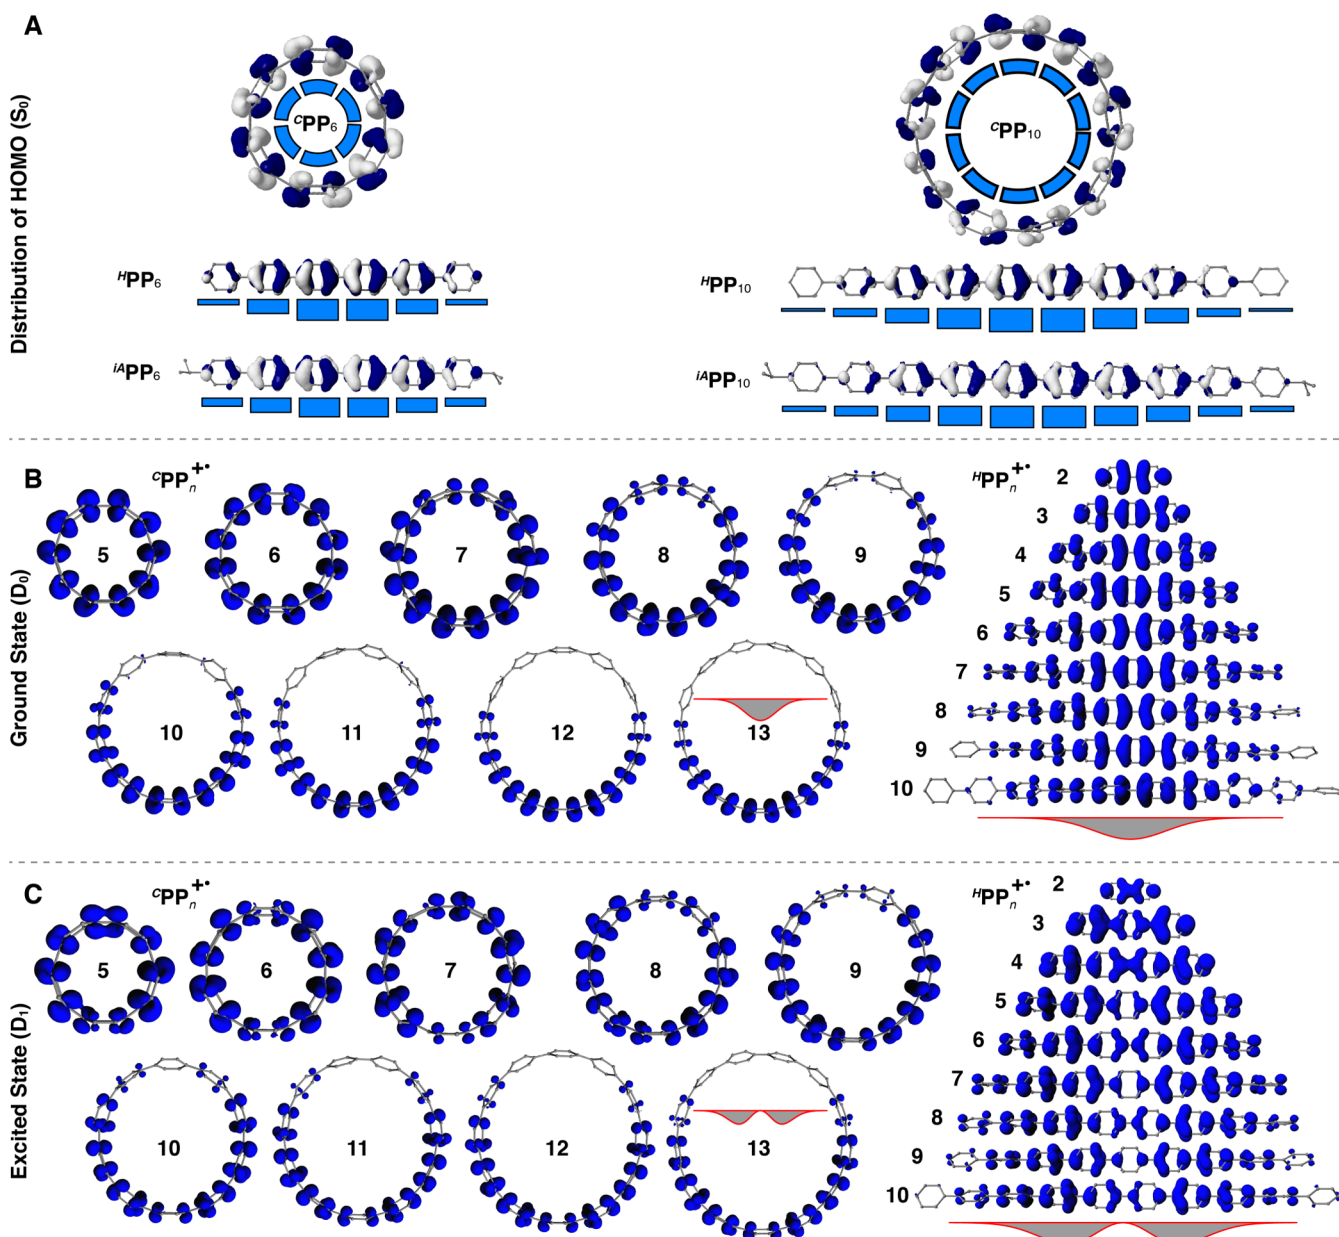 A
Distribution of HOMO (S₀)
ᶜPP₆
ᶜPP₁₀
ᴴPP₆
ᴴPP₁₀
ⁱᴬPP₆
ⁱᴬPP₁₀
B
Ground State (D₀)
ᶜPPₙ⁺•
5
6
7
8
9
10
11
12
13
ᴴPPₙ⁺•
2
3
4
5
6
7
8
9
10
C
Excited State (D₁)
ᶜPPₙ⁺•
5
6
7
8
9
10
11
12
13
ᴴPPₙ⁺•
2
3
4
5
6
7
8
9
10